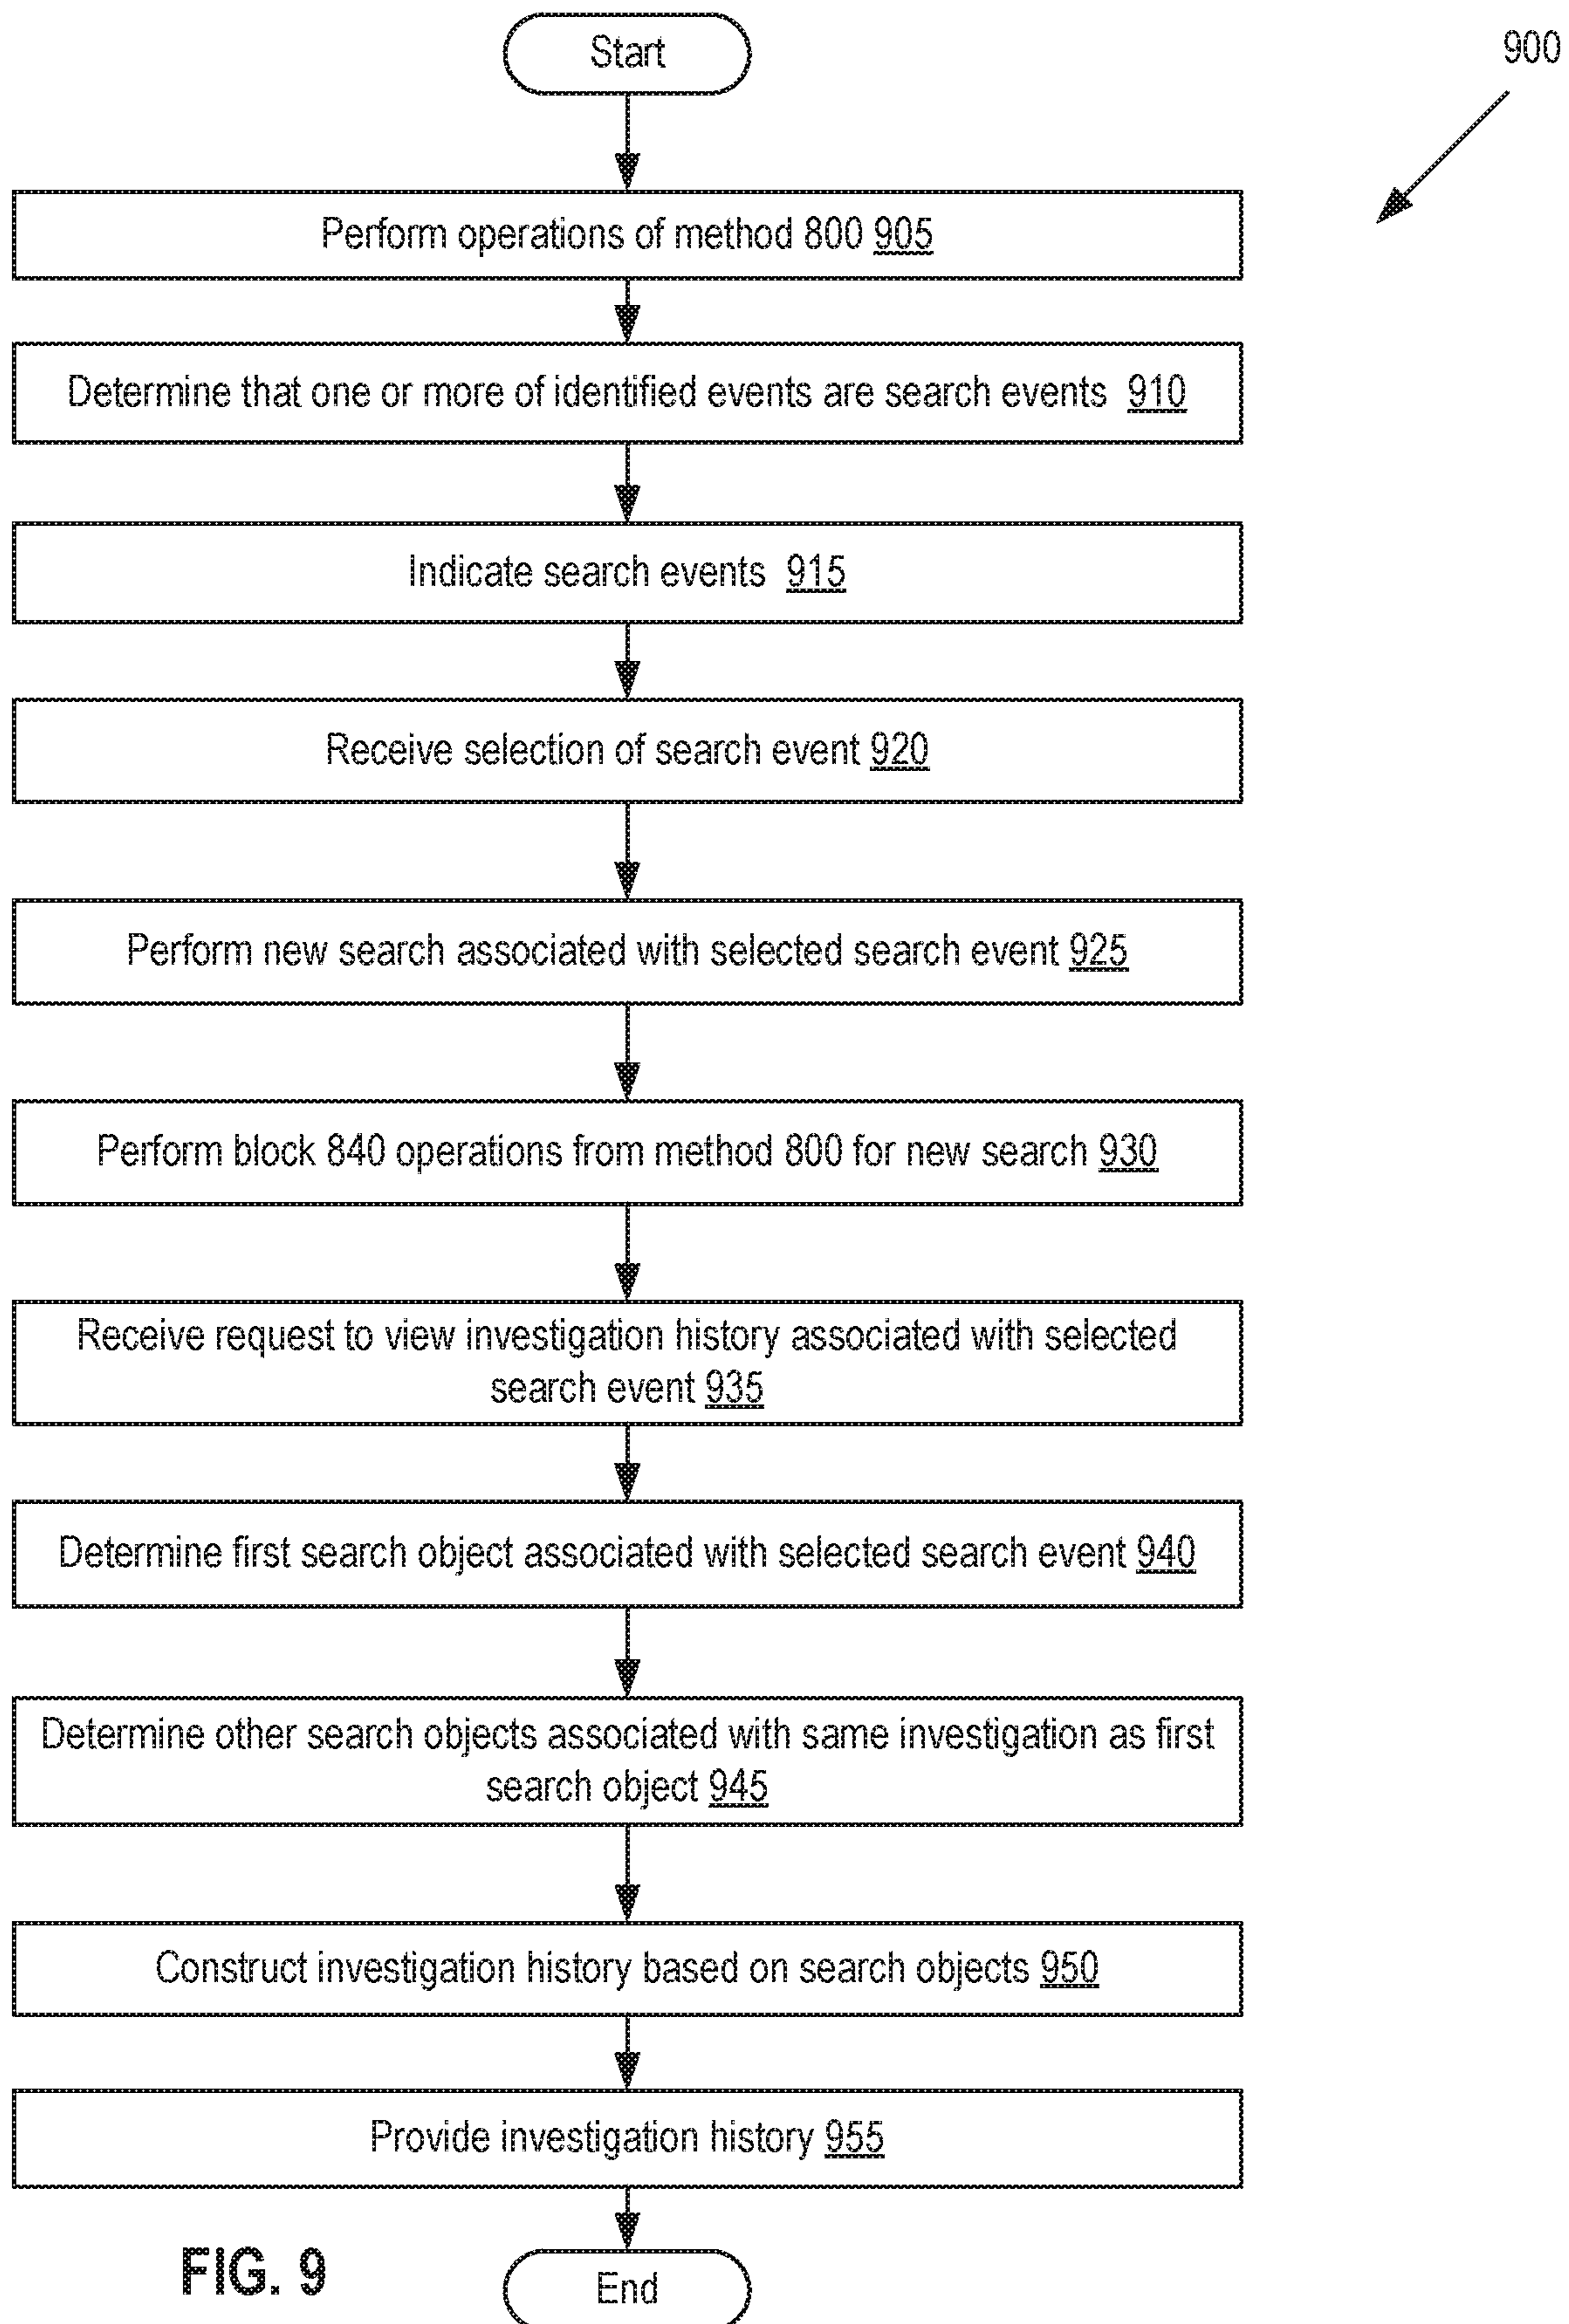 Start
900
Perform operations of method 800 905
Determine that one or more of identified events are search events 910
Indicate search events 915
Receive selection of search event 920
Perform new search associated with selected search event 925
Perform block 840 operations from method 800 for new search 930
Receive request to view investigation history associated with selected
search event 935
Determine first search object associated with selected search event 940
Determine other search objects associated with same investigation as first
search object 945
Construct investigation history based on search objects 950
Provide investigation history 955
FIG. 9
End